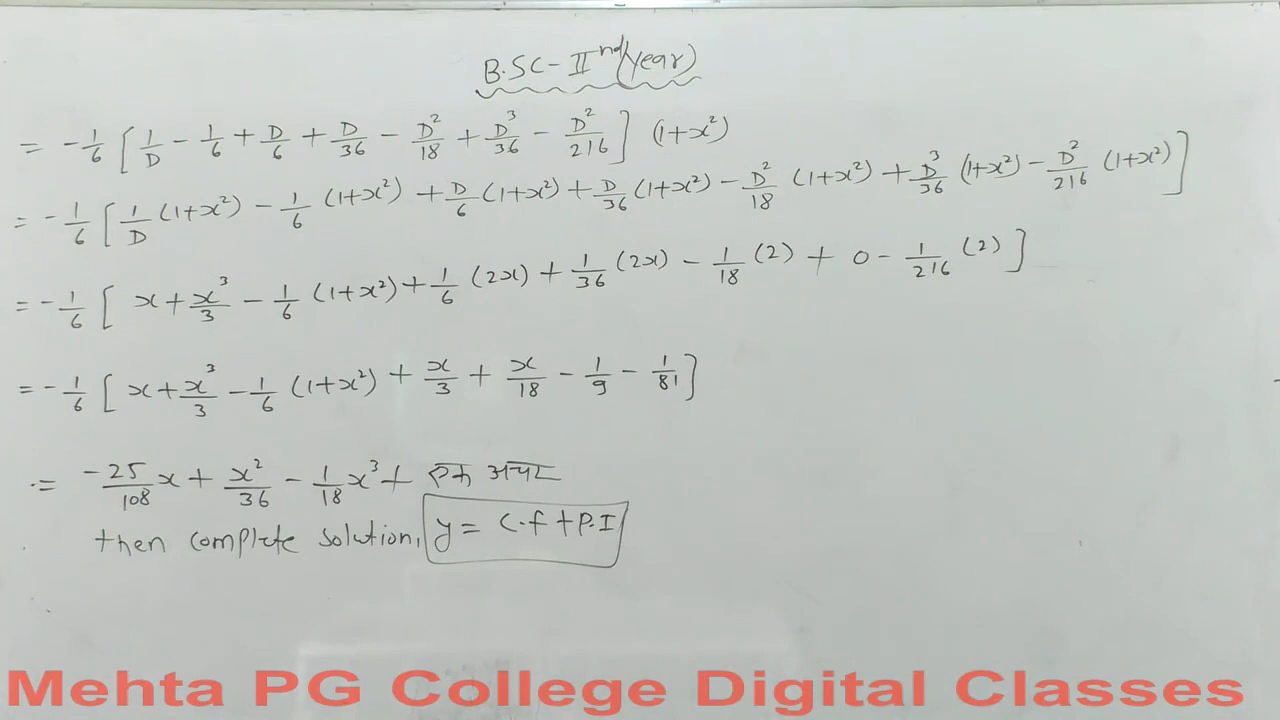 B.SC-IInd(Year)
= -1/6 [1/D - 1/6 + D/6 + D/36 - D²/18 + D³/36 - D²/216] (1+x²)
= -1/6 [1/D (1+x²) - 1/6 (1+x²) + D/6 (1+x²) + D/36 (1+x²) - D²/18 (1+x²) + D³/36 (1+x²) - D²/216 (1+x²)]
= -1/6 [x + x³/3 - 1/6 (1+x²) + 1/6 (2x) + 1/36 (2x) - 1/18 (2) + 0 - 1/216 (2)]
= -1/6 [x + x³/3 - 1/6 (1+x²) + x/3 + x/18 - 1/9 - 1/81]
= -25/108 x + x²/36 - 1/18 x³ + एक अचर
then complete solution, y = C.f + P.I
Mehta PG College Digital Classes